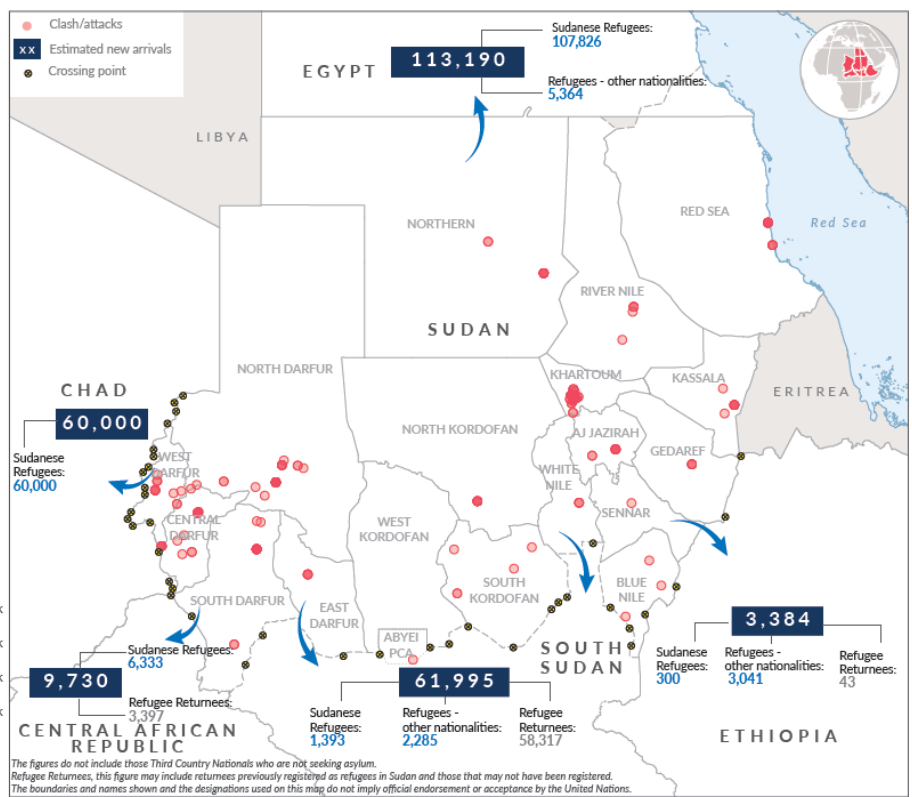 Clash/attacks
XX Estimated new arrivals
Crossing point
EGYPT
113,190
Sudanese Refugees:
107,826
Refugees - other nationalities:
5,364
LIBYA
NORTHERN
RED SEA
Red Sea
RIVER NILE
SUDAN
NORTH DARFUR
CHAD
60,000
Sudanese
Refugees:
60,000
KHARTOUM
KASSALA
ERITREA
NORTH KORDOFAN
AJ JAZIRAH
GEDAREF
WEST
DARFUR
WHITE
NILE
SENNAR
CENTRAL
DARFUR
WEST
KORDOFAN
SOUTH
KORDOFAN
BLUE
NILE
SOUTH DARFUR
EAST
DARFUR
ABYEI
PCA
SOUTH
SUDAN
3,384
Sudanese
Refugees:
300
Refugees -
other nationalities:
3,041
Refugee
Returnees:
43
Sudanese Refugees:
6,333
9,730
Refugee Returnees:
3,397
CENTRAL AFRICAN
REPUBLIC
61,995
Sudanese
Refugees:
1,393
Refugees -
other nationalities:
2,285
Refugee
Returnees:
58,317
ETHIOPIA
The figures do not include those Third Country Nationals who are not seeking asylum.
Refugee Returnees, this figure may include returnees previously registered as refugees in Sudan and those that may not have been registered.
The boundaries and names shown and the designations used on this map do not imply official endorsement or acceptance by the United Nations.